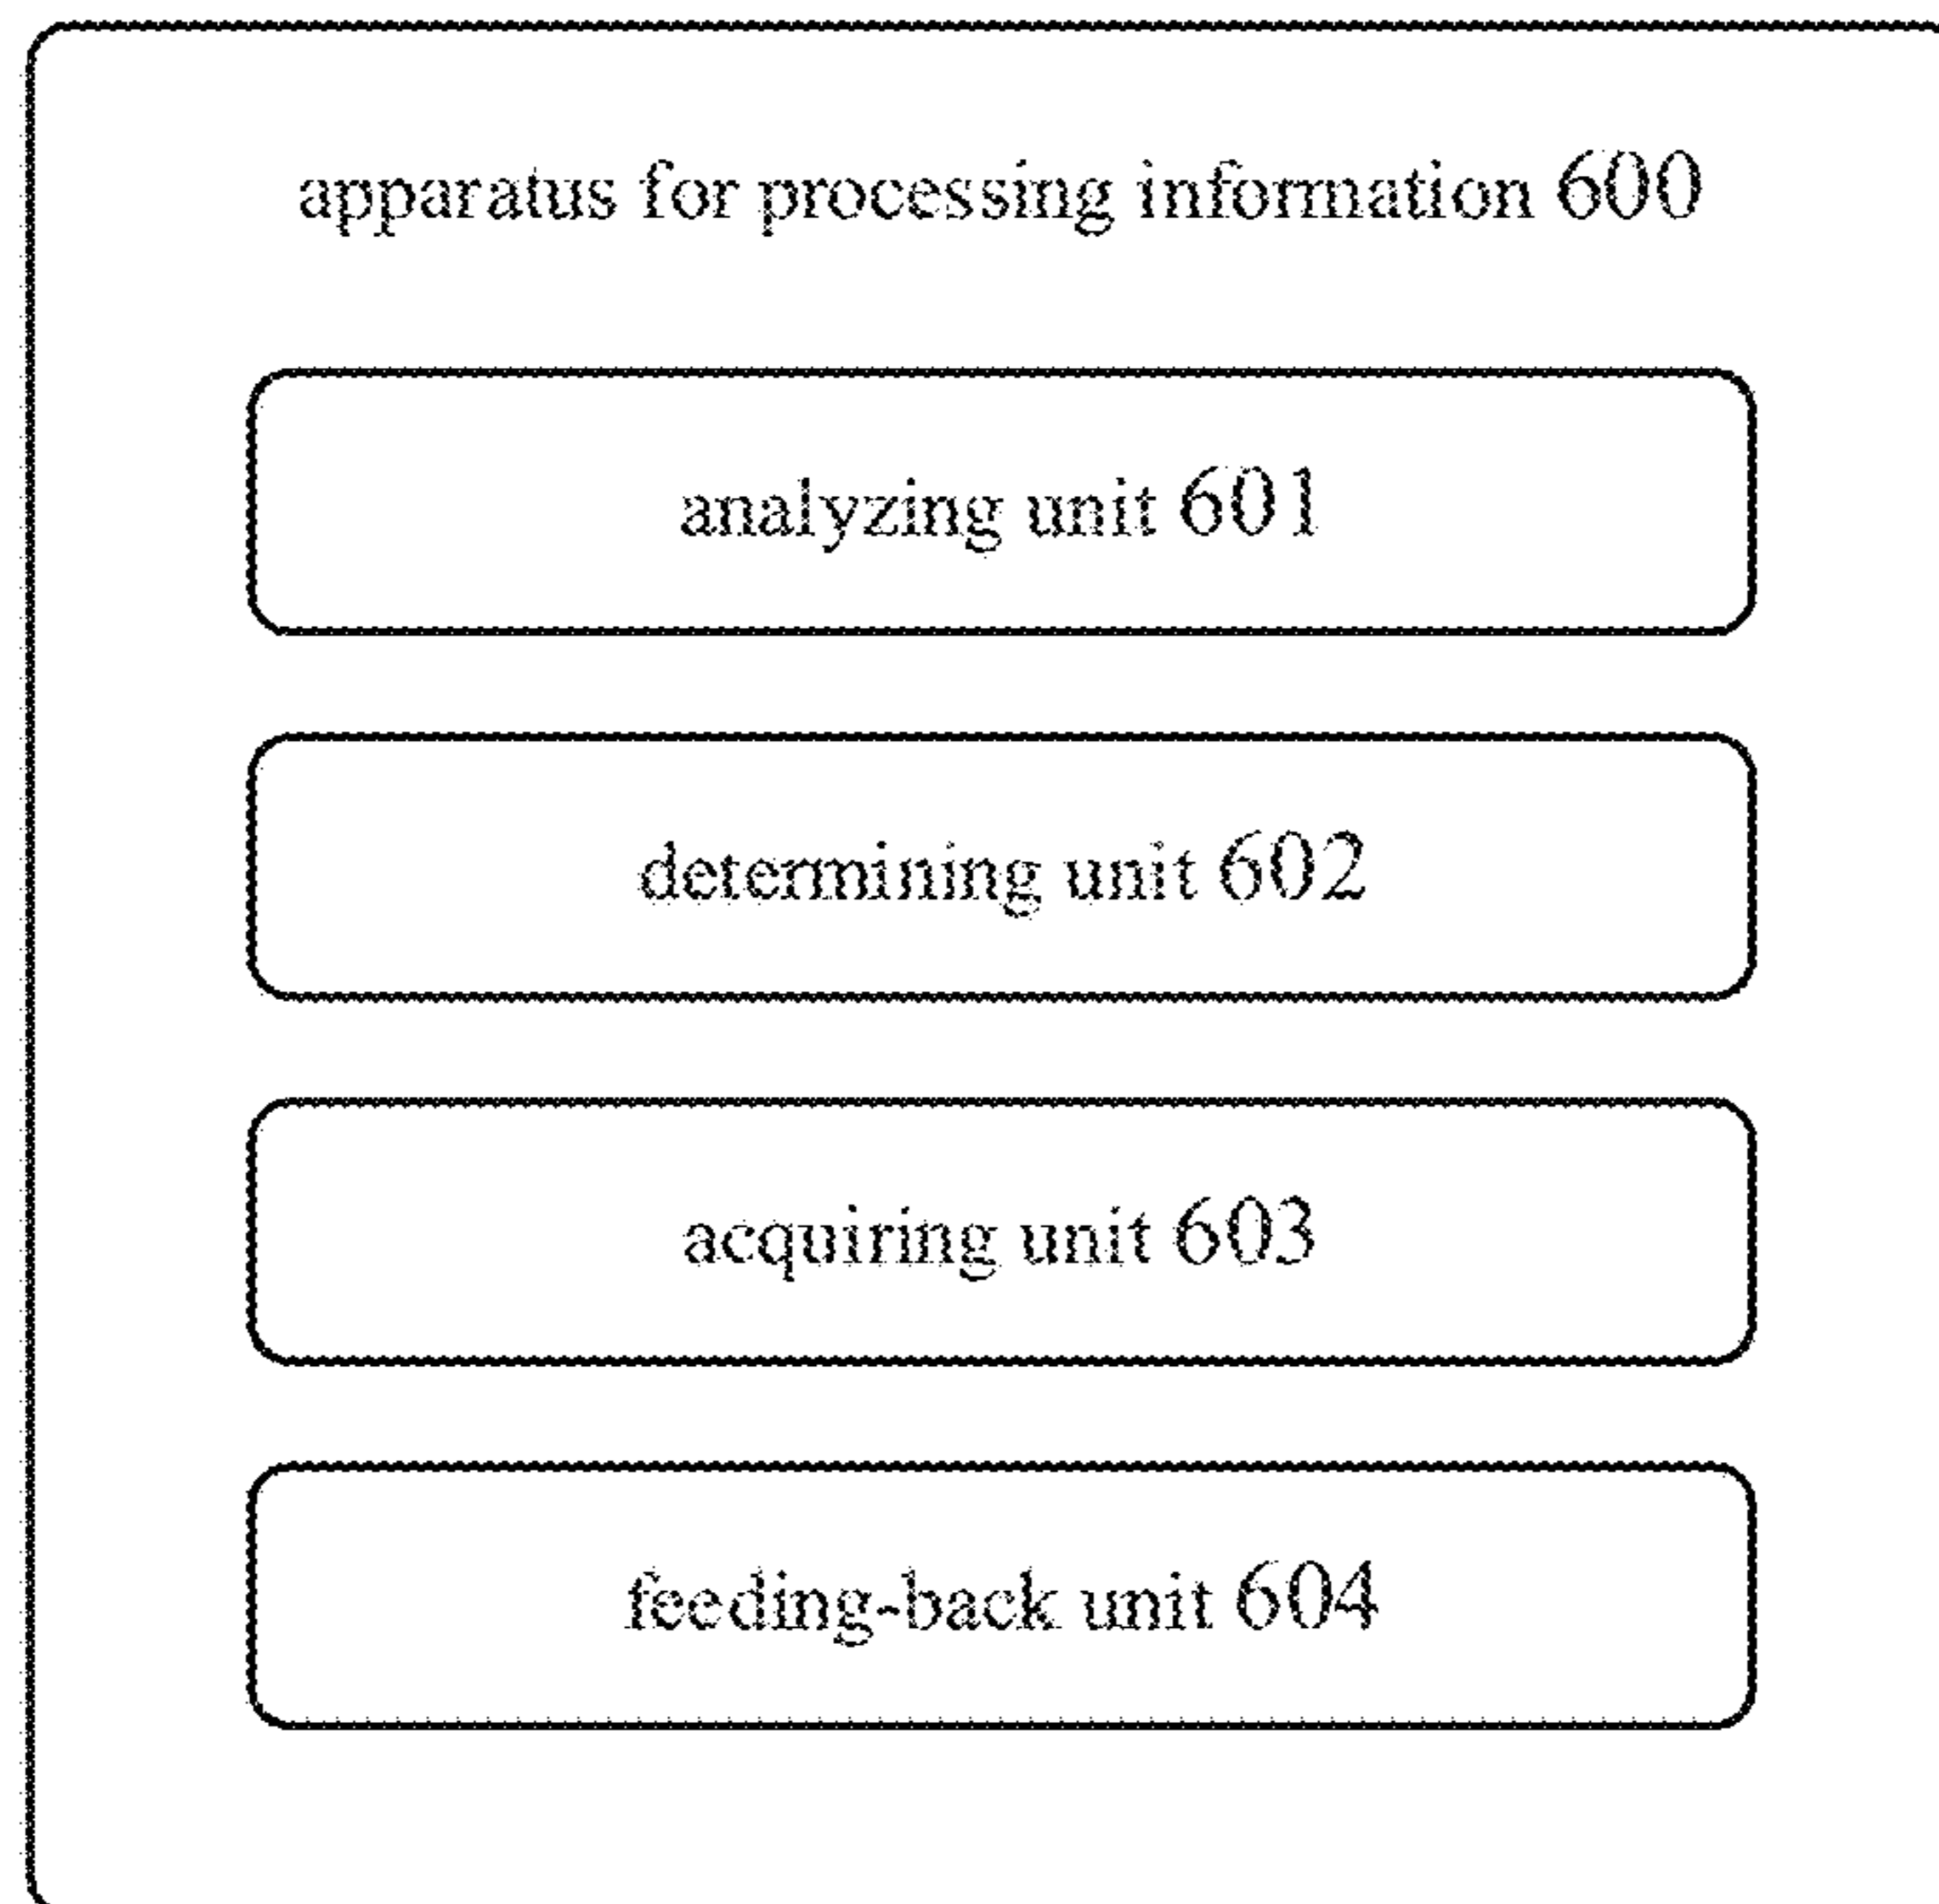 apparatus for processing information 600
analyzing unit 601
determining unit 602
acquiring unit 603
feeding-back unit 604